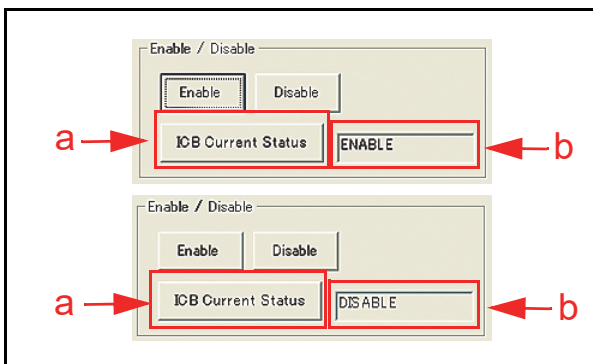 Enable / Disable
Enable Disable
a ICB Current Status ENABLE b
Enable / Disable
Enable Disable
a ICB Current Status DISABLE b